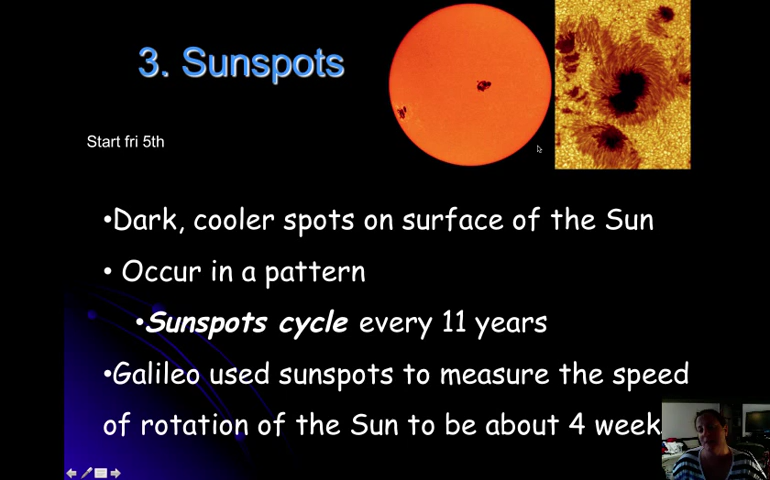 3. Sunspots
Start fri 5th
•Dark, cooler spots on surface of the Sun
• Occur in a pattern
•Sunspots cycle every 11 years
•Galileo used sunspots to measure the speed
of rotation of the Sun to be about 4 week